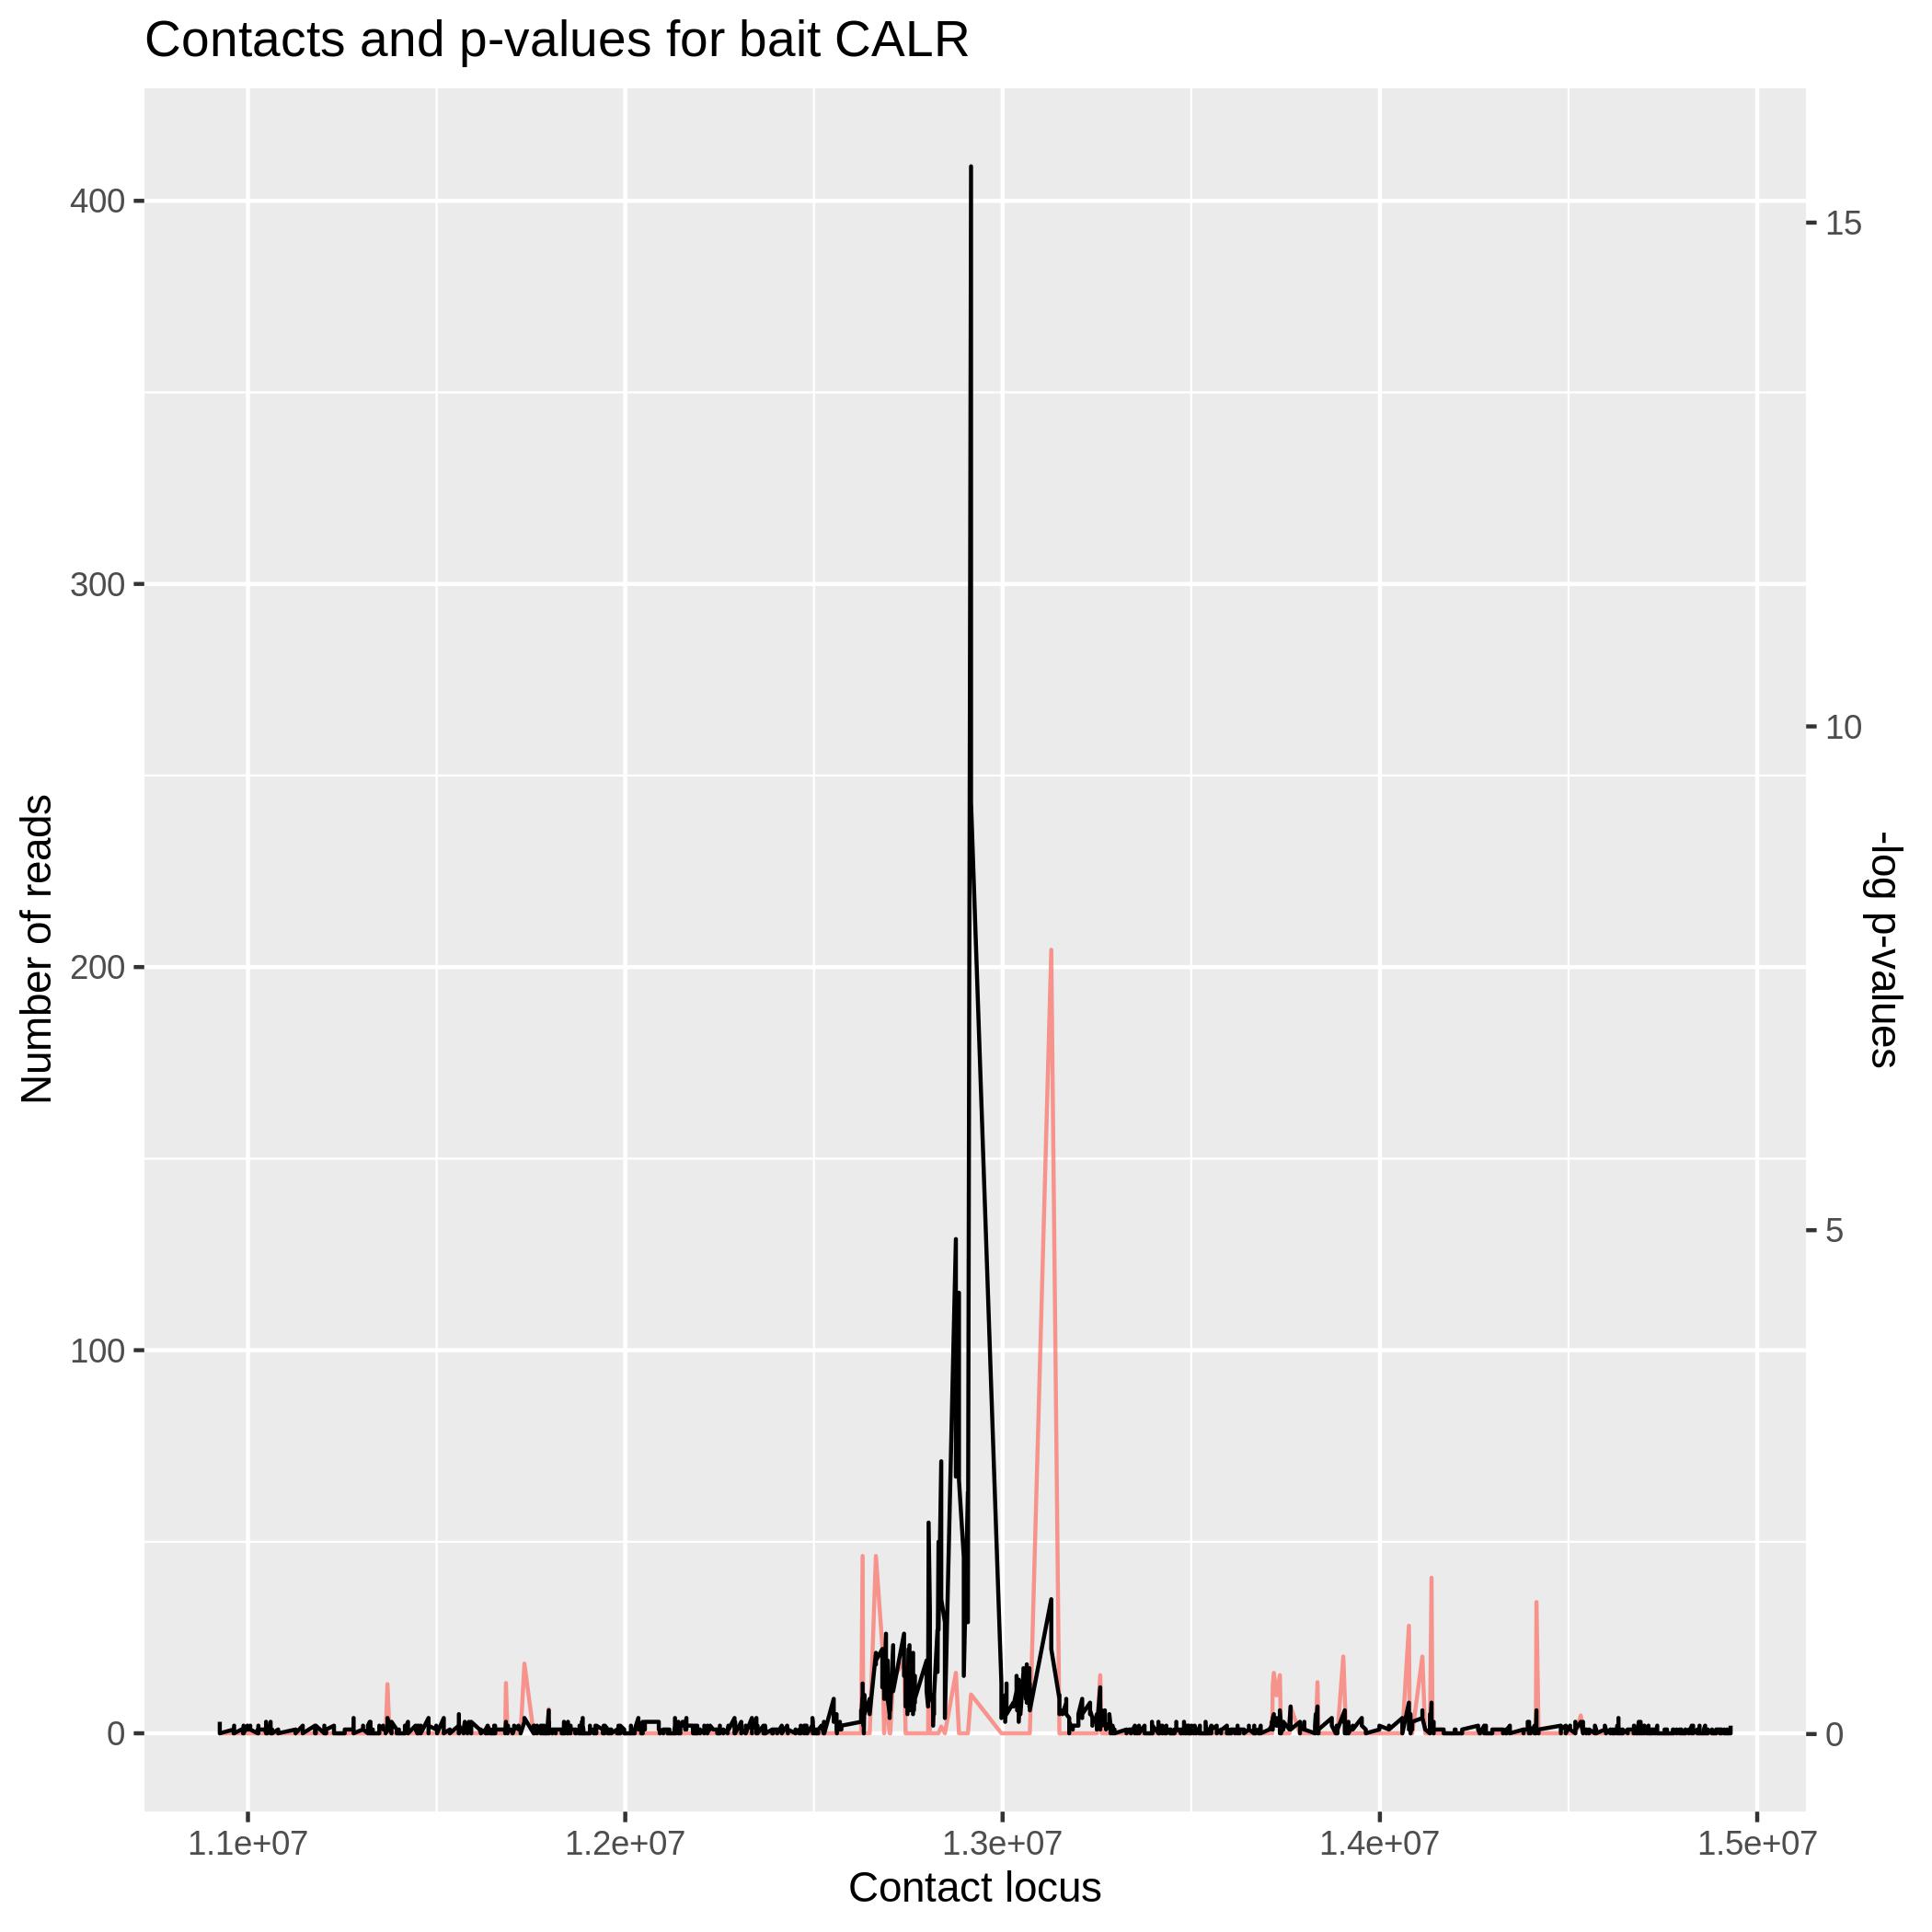 Contacts and p-values for bait CALR
400
300
200
100
0
Number of reads
15
10
5
0
-log p-values
1.1e+07
1.2e+07
1.3e+07
1.4e+07
1.5e+07
Contact locus